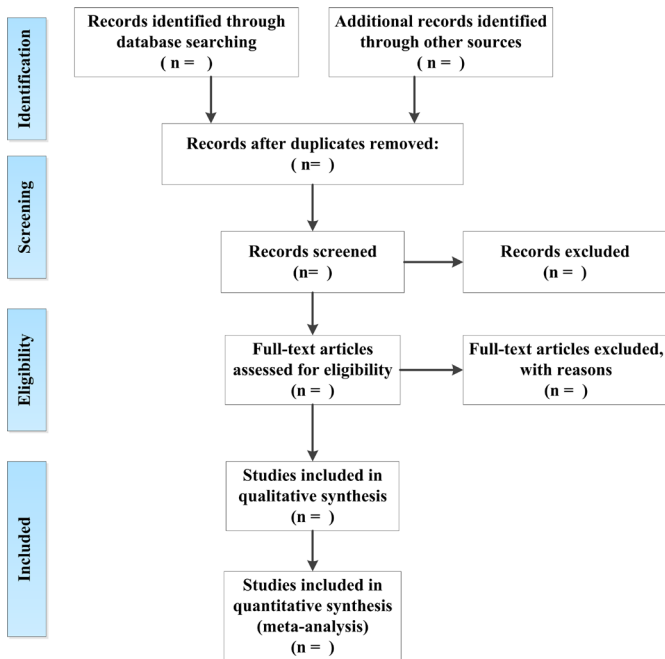 Identification
Records identified through
database searching
( n =   )
Additional records identified
through other sources
( n =  )
Records after duplicates removed:
( n=  )
Screening
Records screened
(n=  )
Records excluded
(n =  )
Eligibility
Full-text articles
assessed for eligibility
(n =  )
Full-text articles excluded,
with reasons
(n =  )
Included
Studies included in
qualitative synthesis
(n =  )
Studies included in
quantitative synthesis
(meta-analysis)
(n =  )